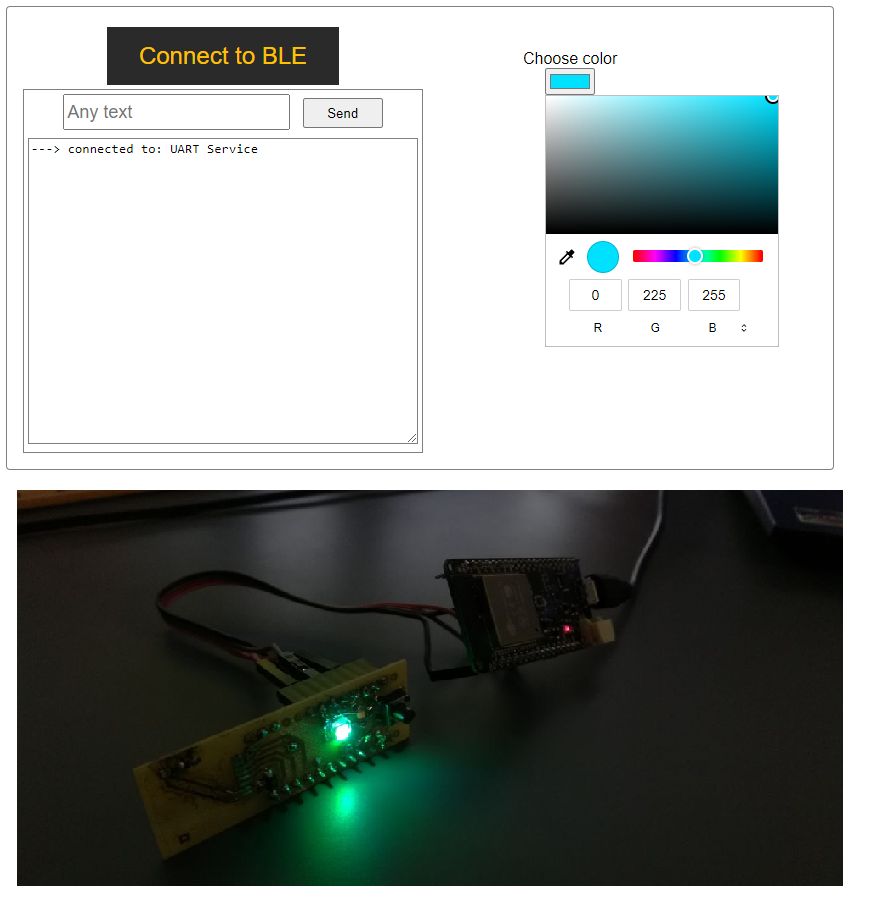 Connect to BLE
Any text
Send
---> connected to: UART Service
Choose color
0
225
255
R
G
B